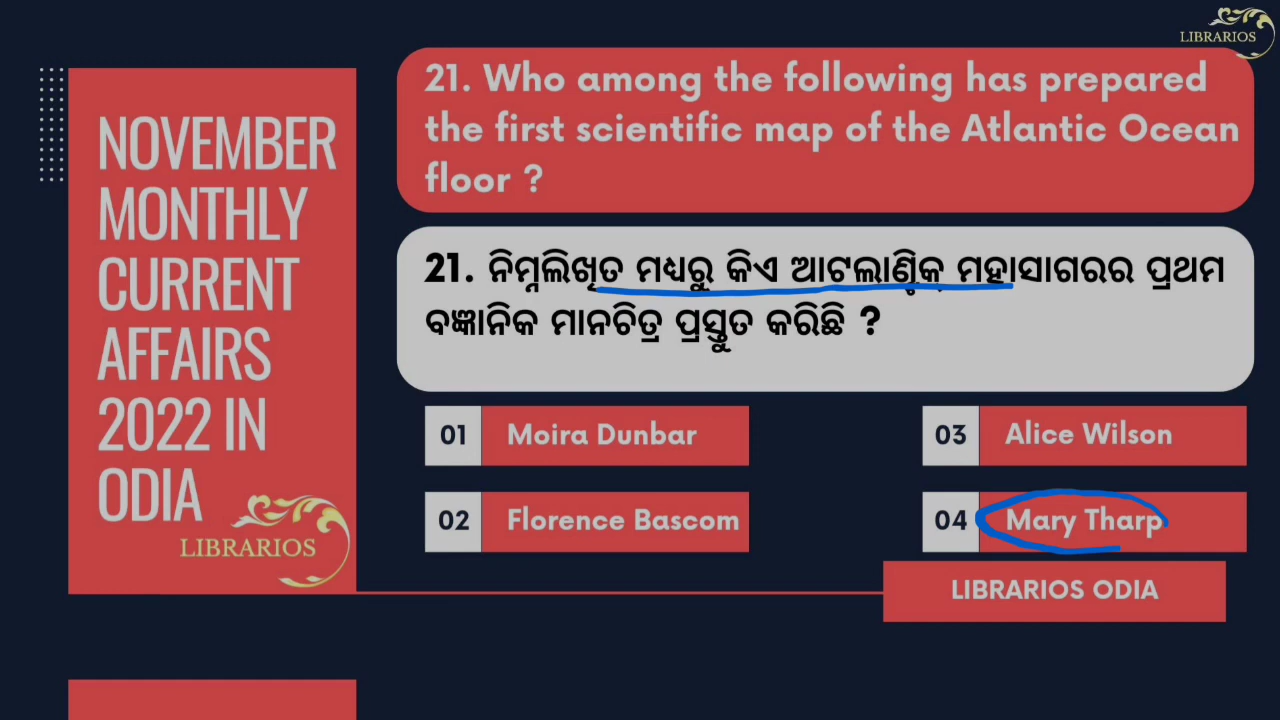 LIBRARIOS
NOVEMBER
MONTHLY
CURRENT
AFFAIRS
2022 IN
ODIA
LIBRARIOS
21. Who among the following has prepared
the first scientific map of the Atlantic Ocean
floor ?
21. ନିମ୍ନଲିଖିତ ମଧ୍ୟରୁ କିଏ ଆଟଲାଣ୍ଟିକ୍ ମହାସାଗରର ପ୍ରଥମ
ବଜ୍ଞାନିକ ମାନଚିତ୍ର ପ୍ରସ୍ତୁତ କରିଛି ?
01 Moira Dunbar
03 Alice Wilson
02 Florence Bascom
04 Mary Tharp
LIBRARIOS ODIA